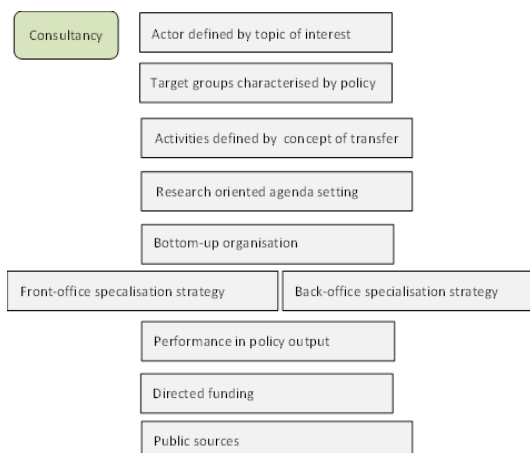 Consultancy
Actor defined by topic of interest
Target groups characterised by policy
Activities defined by concept of transfer
Research oriented agenda setting
Bottom-up organisation
Front-office specalisation strategy
Back-office specialisation strategy
Performance in policy output
Directed funding
Public sources